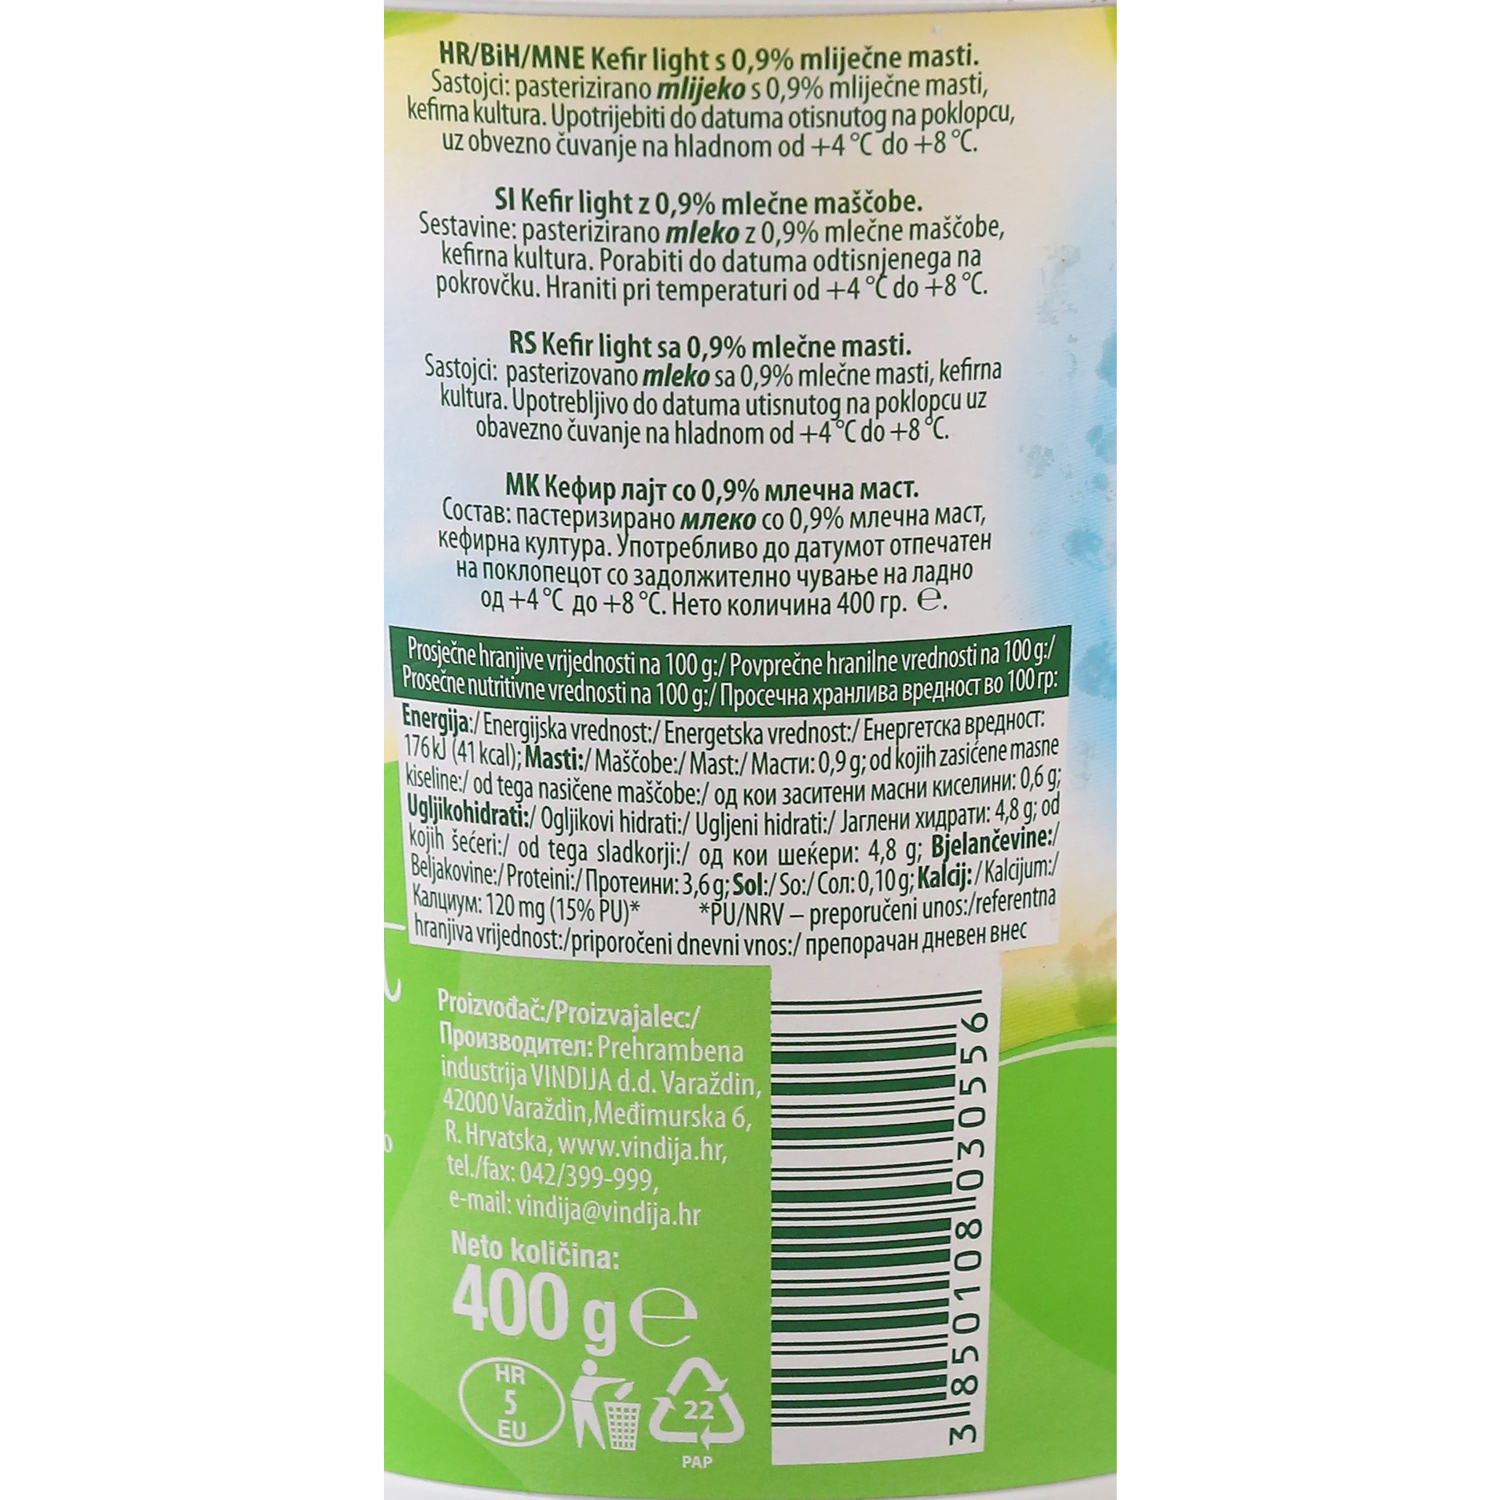 HR/BiH/MNE Kefir light s 0,9% mliječne masti.
Sastojci: pasterizirano mlijeko s 0,9% mliječne masti,
kefirna kultura. Upotrijebiti do datuma otisnutog na poklopcu,
uz obvezno čuvanje na hladnom od +4 °C do +8 °C.
SI Kefir light z 0,9% mlečne maščobe.
Sestavine: pasterizirano mleko z 0,9% mlečne maščobe,
kefirna kultura. Porabiti do datuma odtisnjenega na
pokrovčku. Hraniti pri temperaturi od +4 °C do +8 °C.
RS Kefir light sa 0,9% mlečne masti.
Sastojci: pasterizovano mleko sa 0,9% mlečne masti, kefirna
kultura. Upotrebljivo do datuma utisnutog na poklopcu uz
obavezno čuvanje na hladnom od +4 °C do +8 °C.
МК Кефир лајт со 0,9% млечна маст.
Состав: пастеризирано млеко со 0,9% млечна маст,
кефирна култура. Употребливо до датумот отпечатен
на поклопецот со задолжително чување на ладно
од +4 °C до +8 °C. Нето количина 400 гр. ℮.
Prosječne hranjive vrijednosti na 100 g:/ Povprečne hranilne vrednosti na 100 g:/
Prosečne nutritivne vrednosti na 100 g:/ Просечна хранлива вредност во 100 гр:
Energija:/ Energijska vrednost:/ Energetska vrednost:/ Енергетска вредност:
176 kJ (41 kcal); Masti:/ Maščobe:/ Mast:/ Масти: 0,9 g; od kojih zasićene masne
kiseline:/ od tega nasičene maščobe:/ од кои заситени масни киселини: 0,6 g;
Ugljikohidrati:/ Ogljikovi hidrati:/ Ugljeni hidrati:/ Јаглени хидрати: 4,8 g; od
kojih šećeri:/ od tega sladkorji:/ од кои шеќери: 4,8 g; Bjelančevine:/
Beljakovine:/ Proteini:/ Протеини: 3,6 g; Sol:/ So:/ Сол: 0,10 g; Kalcij: / Kalcijum:/
Калциум: 120 mg (15% PU)* *PU/NRV – preporučeni unos:/referentna
hranjiva vrijednost:/priporočeni dnevni vnos:/ препорачан дневен внес
Proizvođač:/Proizvajalec:/
Производител: Prehrambena
industrija VINDIJA d.d. Varaždin,
42000 Varaždin, Međimurska 6,
R. Hrvatska, www.vindija.hr,
tel./fax: 042/399-999,
e-mail: vindija@vindija.hr
Neto količina:
400 g ℮
HR
5
EU
22
PAP
3 850108 030556